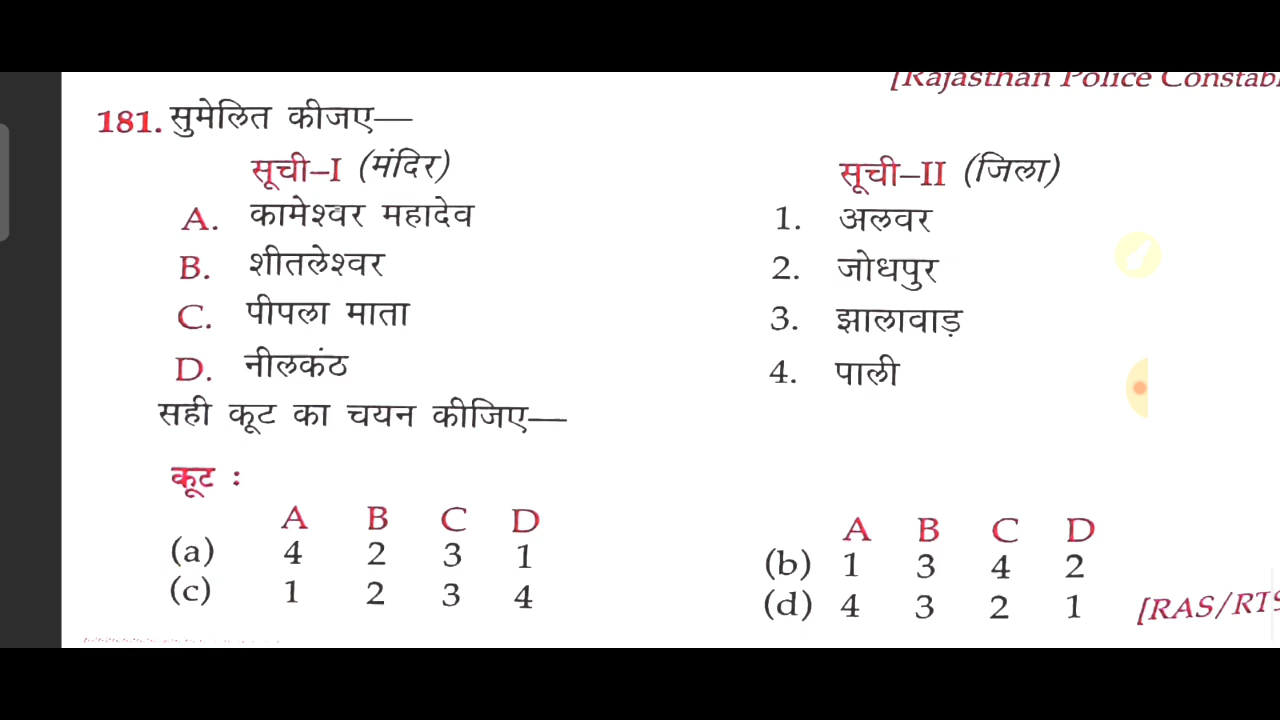 [Rajasthan Police Constabl
181. सुमेलित कीजए—
सूची–I (मंदिर) सूची–II (जिला)
A. कामेश्वर महादेव 1. अलवर
B. शीतलेश्वर 2. जोधपुर
C. पीपला माता 3. झालावाड़
D. नीलकंठ 4. पाली
सही कूट का चयन कीजिए—
कूट :
A B C D A B C D
(a) 4 2 3 1 (b) 1 3 4 2
(c) 1 2 3 4 (d) 4 3 2 1 [RAS/RTS